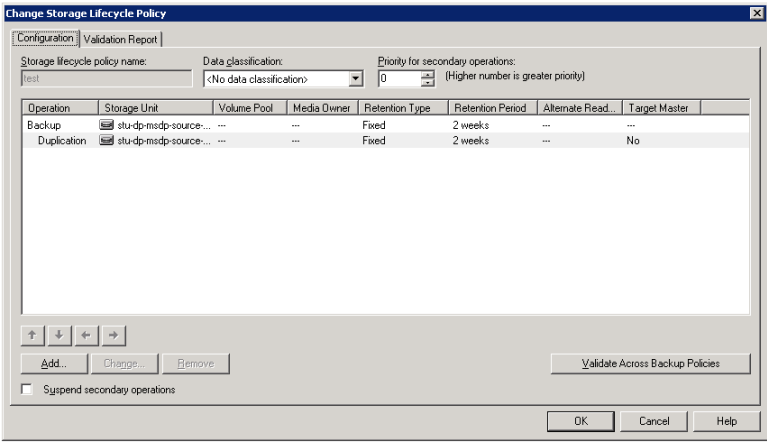 Change Storage Lifecycle Policy
Configuration Validation Report
Storage lifecycle policy name: Data classification: Priority for secondary operations:
test <No data classification> 0 (Higher number is greater priority)
Operation Storage Unit Volume Pool Media Owner Retention Type Retention Period Alternate Read... Target Master
Backup stu-dp-msdp-source-... --- --- Fixed 2 weeks --- ---
Duplication stu-dp-msdp-source-... --- --- Fixed 2 weeks --- No
Add... Change... Remove Validate Across Backup Policies
Suspend secondary operations
OK Cancel Help